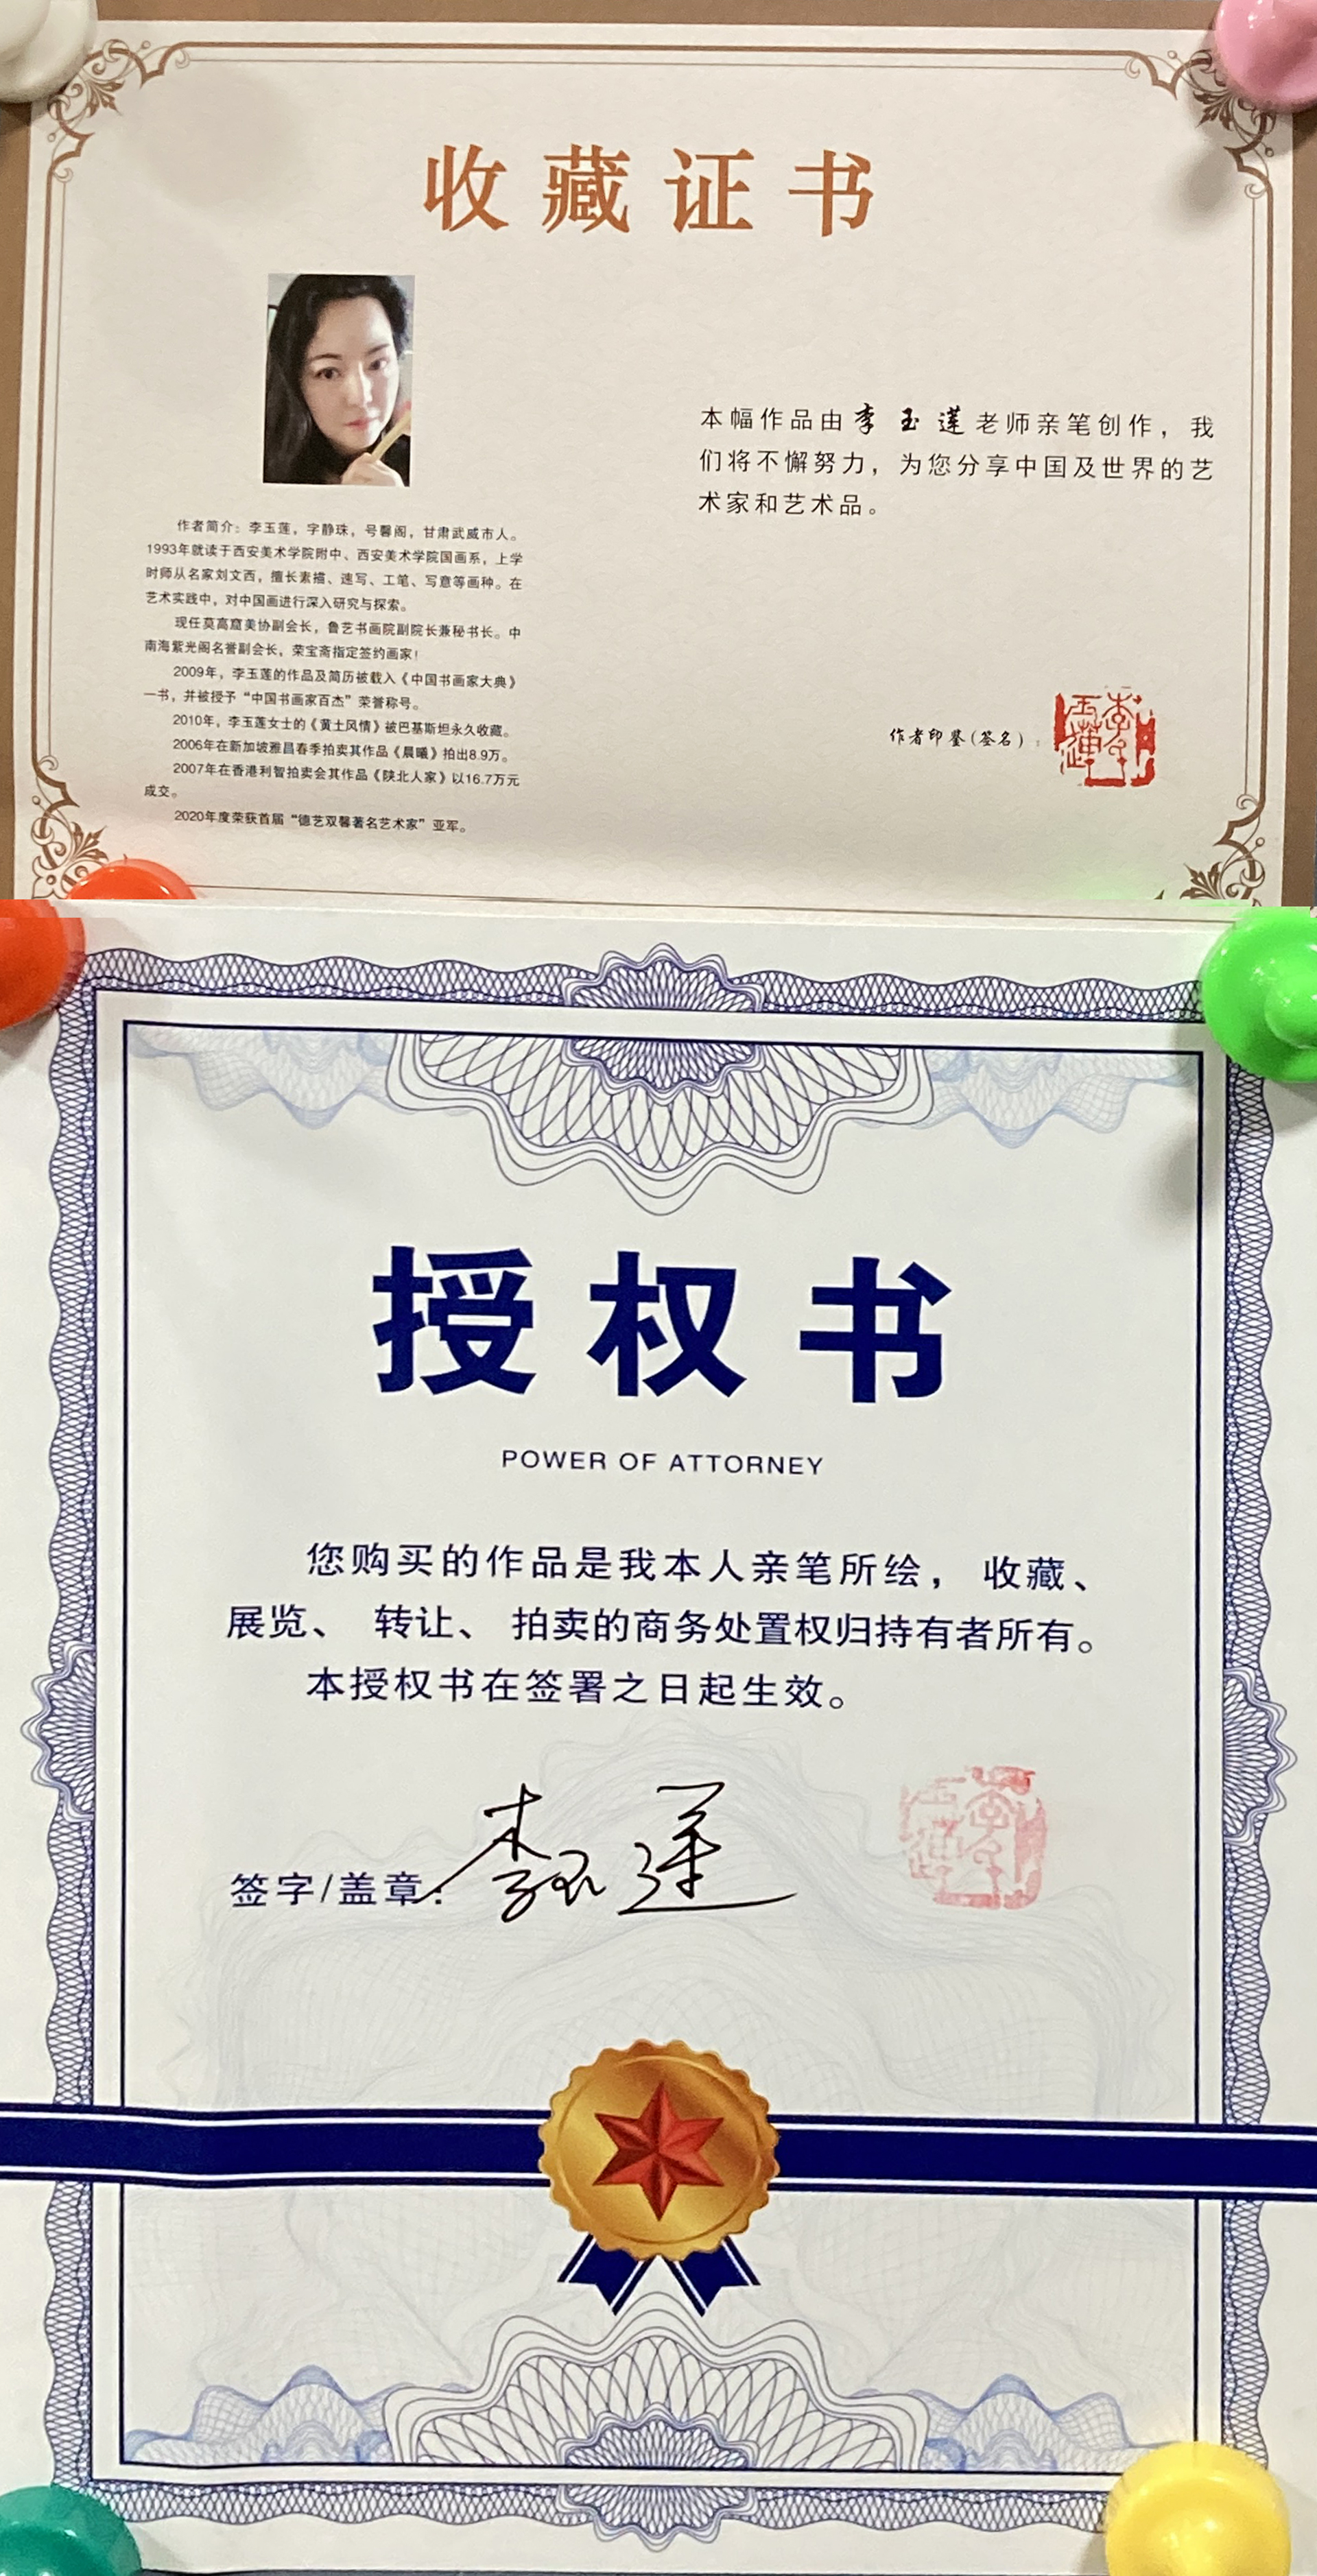 收藏证书
本幅作品由李玉莲老师亲笔创作，我
们将不懈努力，为您分享中国及世界的艺
术家和艺术品。
作者简介：李玉莲，字静珠，号馨阁，甘肃武威市人。
1993年就读于西安美术学院附中、西安美术学院国画系，上学
时师从名家刘文西，擅长素描、速写、工笔、写意等画种。在
艺术实践中，对中国画进行深入研究与探索。
现任莫高窟美协副会长，鲁艺书画院副院长兼秘书长。中
南海紫光阁名誉副会长，荣宝斋指定签约画家！
2009年，李玉莲的作品及简历被载入《中国书画家大典》
一书，并被授予“中国书画家百杰”荣誉称号。
2010年，李玉莲女士的《黄土风情》被巴基斯坦永久收藏。
2006年在新加坡雅昌春季拍卖其作品《晨曦》拍出8.9万。
2007年在香港利智拍卖会其作品《陕北人家》以16.7万元
成交。
2020年度荣获首届“德艺双馨著名艺术家”亚军。
作者印鉴(签名)：
李玉蓮
授权书
POWER OF ATTORNEY
您购买的作品是我本人亲笔所绘，收藏、
展览、转让、拍卖的商务处置权归持有者所有。
本授权书在签署之日起生效。
签字/盖章：李玉莲
李玉蓮